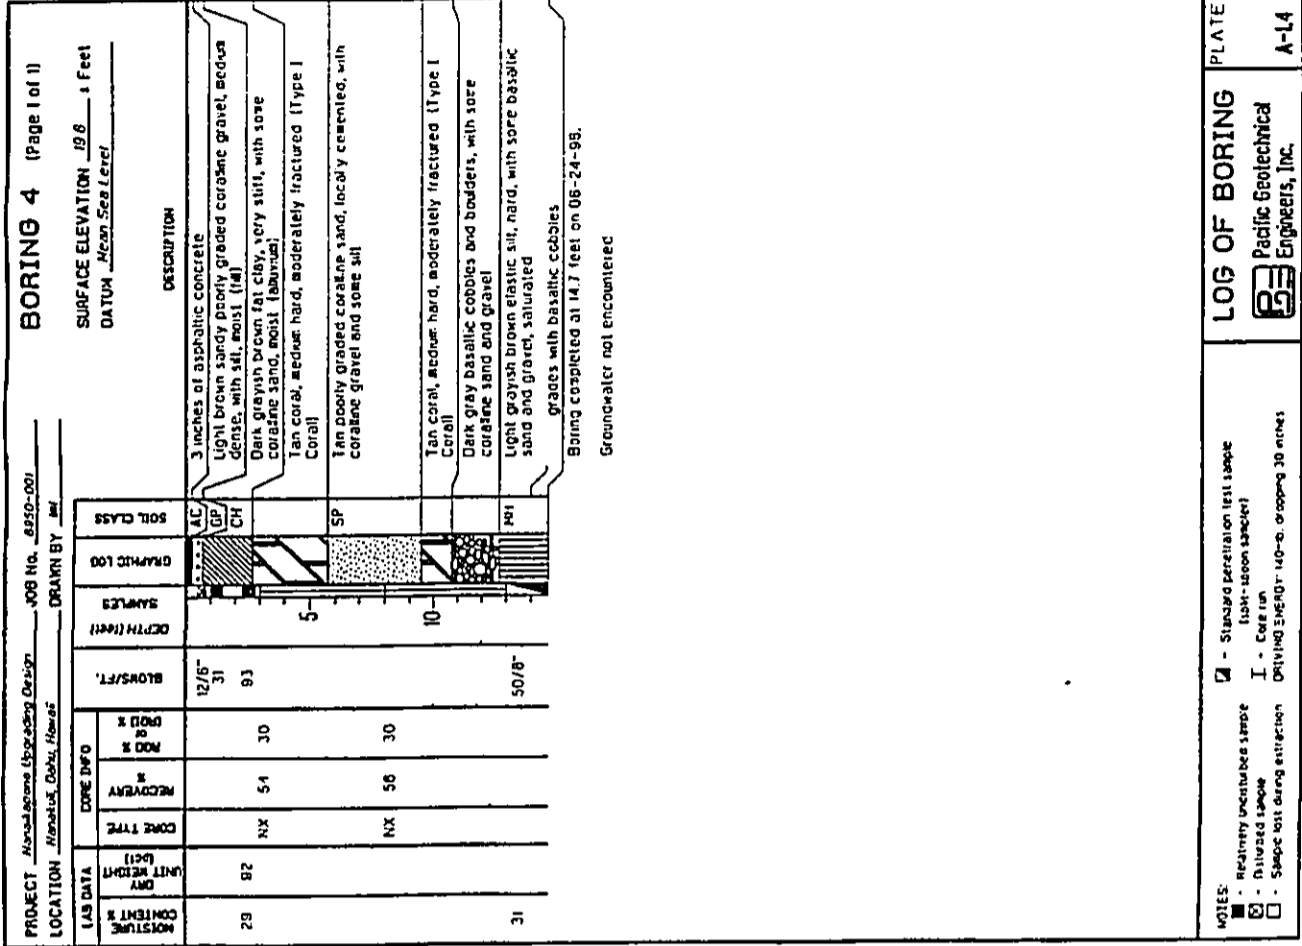 PROJECT Hanakapono Upgrading Design JOB No. 8950-001
LOCATION Nanakuli, Oahu, Hawaii DRAWN BY
BORING 4 (Page 1 of 1)
SURFACE ELEVATION 19.8 ± Feet
DATUM Mean Sea Level
LAB DATA
CORE INFO
MOISTURE CONTENT %
DRY UNIT WEIGHT (pcf)
CORE TYPE
RECOVERY %
RQD % or (ROD) %
BLOWS/FT.
DEPTH (feet)
SAMPLES
GRAPHIC LOG
SOIL CLASS
DESCRIPTION
12/6"
AC
3 inches of asphaltic concrete
31
GP
Light brown sandy poorly graded coralline gravel, medium
dense, with silt, moist (fill)
29
92
93
CH
Dark grayish brown fat clay, very stiff, with some
coralline sand, moist (alluvium)
NX
54
30
Tan coral, medium hard, moderately fractured (Type I
Coral)
5
NX
56
30
SP
Tan poorly graded coralline sand, locally cemented, with
coralline gravel and some silt
10
Tan coral, medium hard, moderately fractured (Type I
Coral)
Dark gray basaltic cobbles and boulders, with some
coralline sand and gravel
31
50/8"
MH
Light grayish brown elastic silt, hard, with some basaltic
sand and gravel, saturated
grades with basaltic cobbles
Boring completed at 14.7 feet on 06-24-98.
Groundwater not encountered
NOTES:
- Relatively undisturbed sample
- Disturbed sample
- Sample lost during extraction
- Standard penetration test sample
(split-spoon sampler)
- Core run
DRIVING ENERGY: 140-lb. dropping 30 inches
LOG OF BORING
Pacific Geotechnical
Engineers, Inc.
PLATE
A-1.4